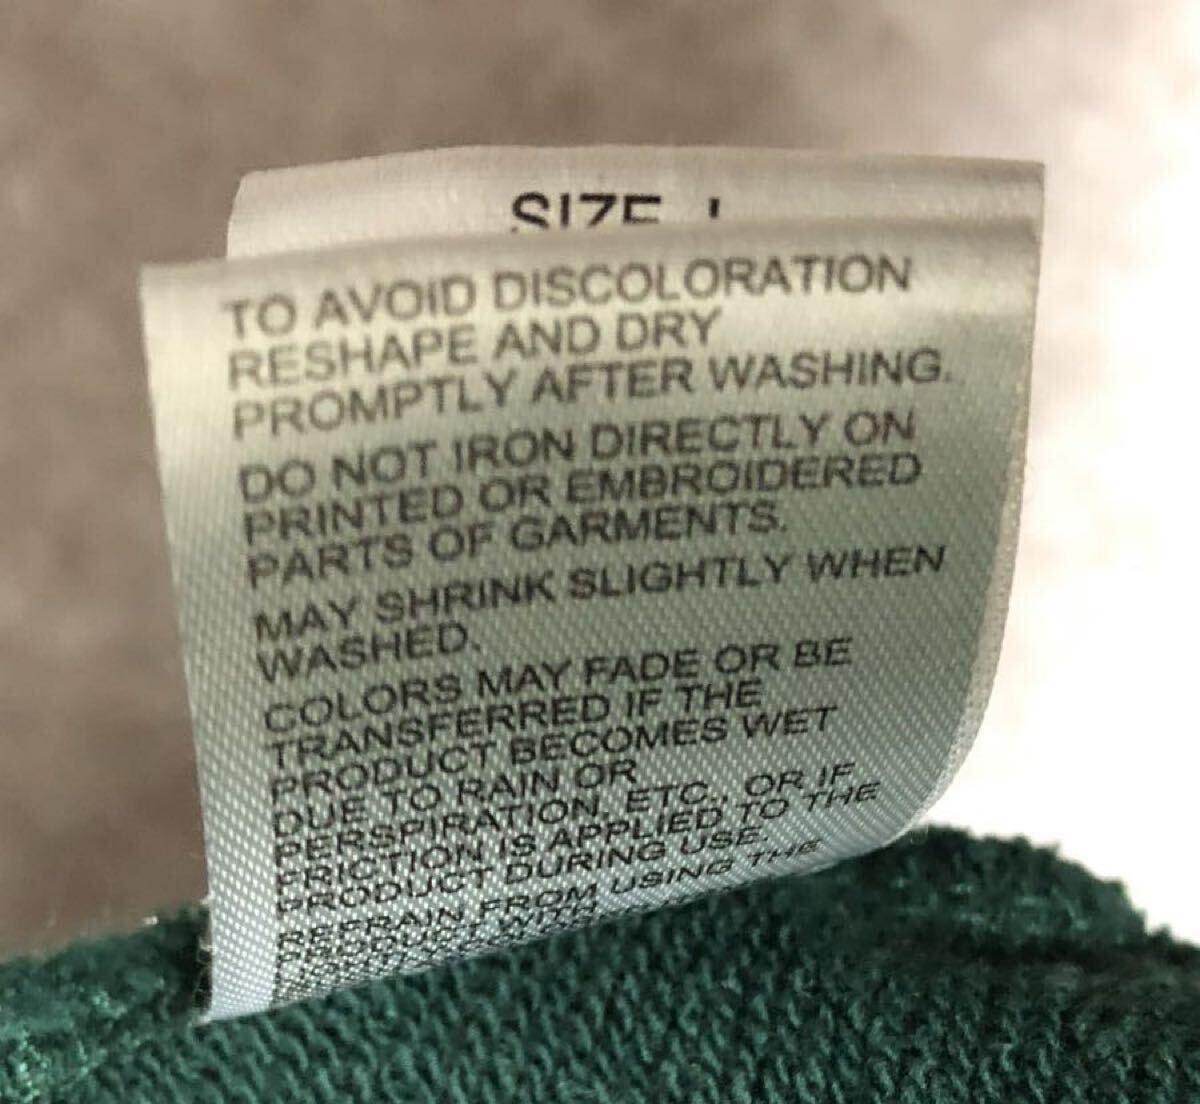 SIZE
TO AVOID DISCOLORATION
RESHAPE AND DRY
PROMPTLY AFTER WASHING.
DO NOT IRON DIRECTLY ON
PRINTED OR EMBROIDERED
PARTS OF GARMENTS.
MAY SHRINK SLIGHTLY WHEN
WASHED.
COLORS MAY FADE OR BE
TRANSFERRED IF THE
PRODUCT BECOMES WET
DUE TO RAIN OR
PERSPIRATION, ETC., OR IF
FRICTION IS APPLIED TO THE
PRODUCT DURING USE.
REFRAIN FROM USING THE
PRODUCT WITH